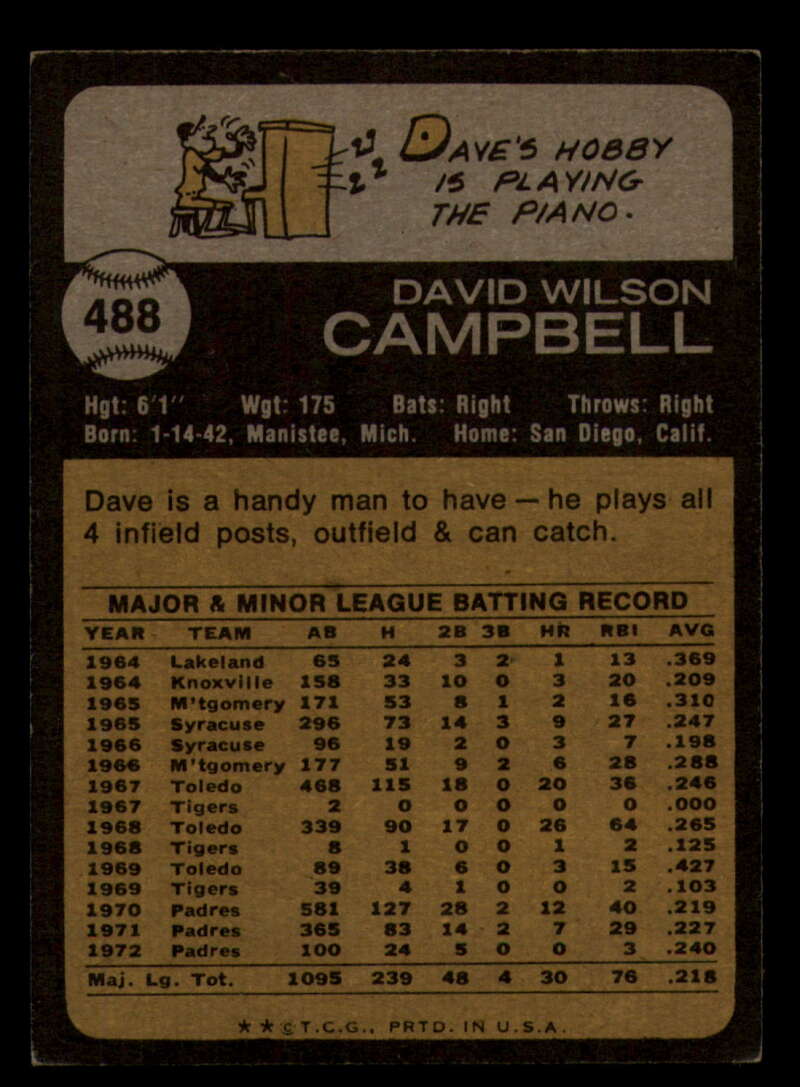 DAVE'S HOBBY
IS PLAYING
THE PIANO.
488
DAVID WILSON
CAMPBELL
Hgt: 6'1" Wgt: 175 Bats: Right Throws: Right
Born: 1-14-42, Manistee, Mich. Home: San Diego, Calif.
Dave is a handy man to have — he plays all
4 infield posts, outfield & can catch.
MAJOR & MINOR LEAGUE BATTING RECORD
YEAR TEAM AB H 2B 3B HR RBI AVG
1964 Lakeland 65 24 3 2 1 13 .369
1964 Knoxville 158 33 10 0 3 20 .209
1965 M'tgomery 171 53 8 1 2 16 .310
1965 Syracuse 296 73 14 3 9 27 .247
1966 Syracuse 96 19 2 0 3 7 .198
1966 M'tgomery 177 51 9 2 6 28 .288
1967 Toledo 468 115 18 0 20 36 .246
1967 Tigers 2 0 0 0 0 0 .000
1968 Toledo 339 90 17 0 26 64 .265
1968 Tigers 8 1 0 0 1 2 .125
1969 Toledo 89 38 6 0 3 15 .427
1969 Tigers 39 4 1 0 0 2 .103
1970 Padres 581 127 28 2 12 40 .219
1971 Padres 365 83 14 2 7 29 .227
1972 Padres 100 24 5 0 0 3 .240
Maj. Lg. Tot. 1095 239 48 4 30 76 .218
★ ★ © T.C.G., PRTD. IN U.S.A.